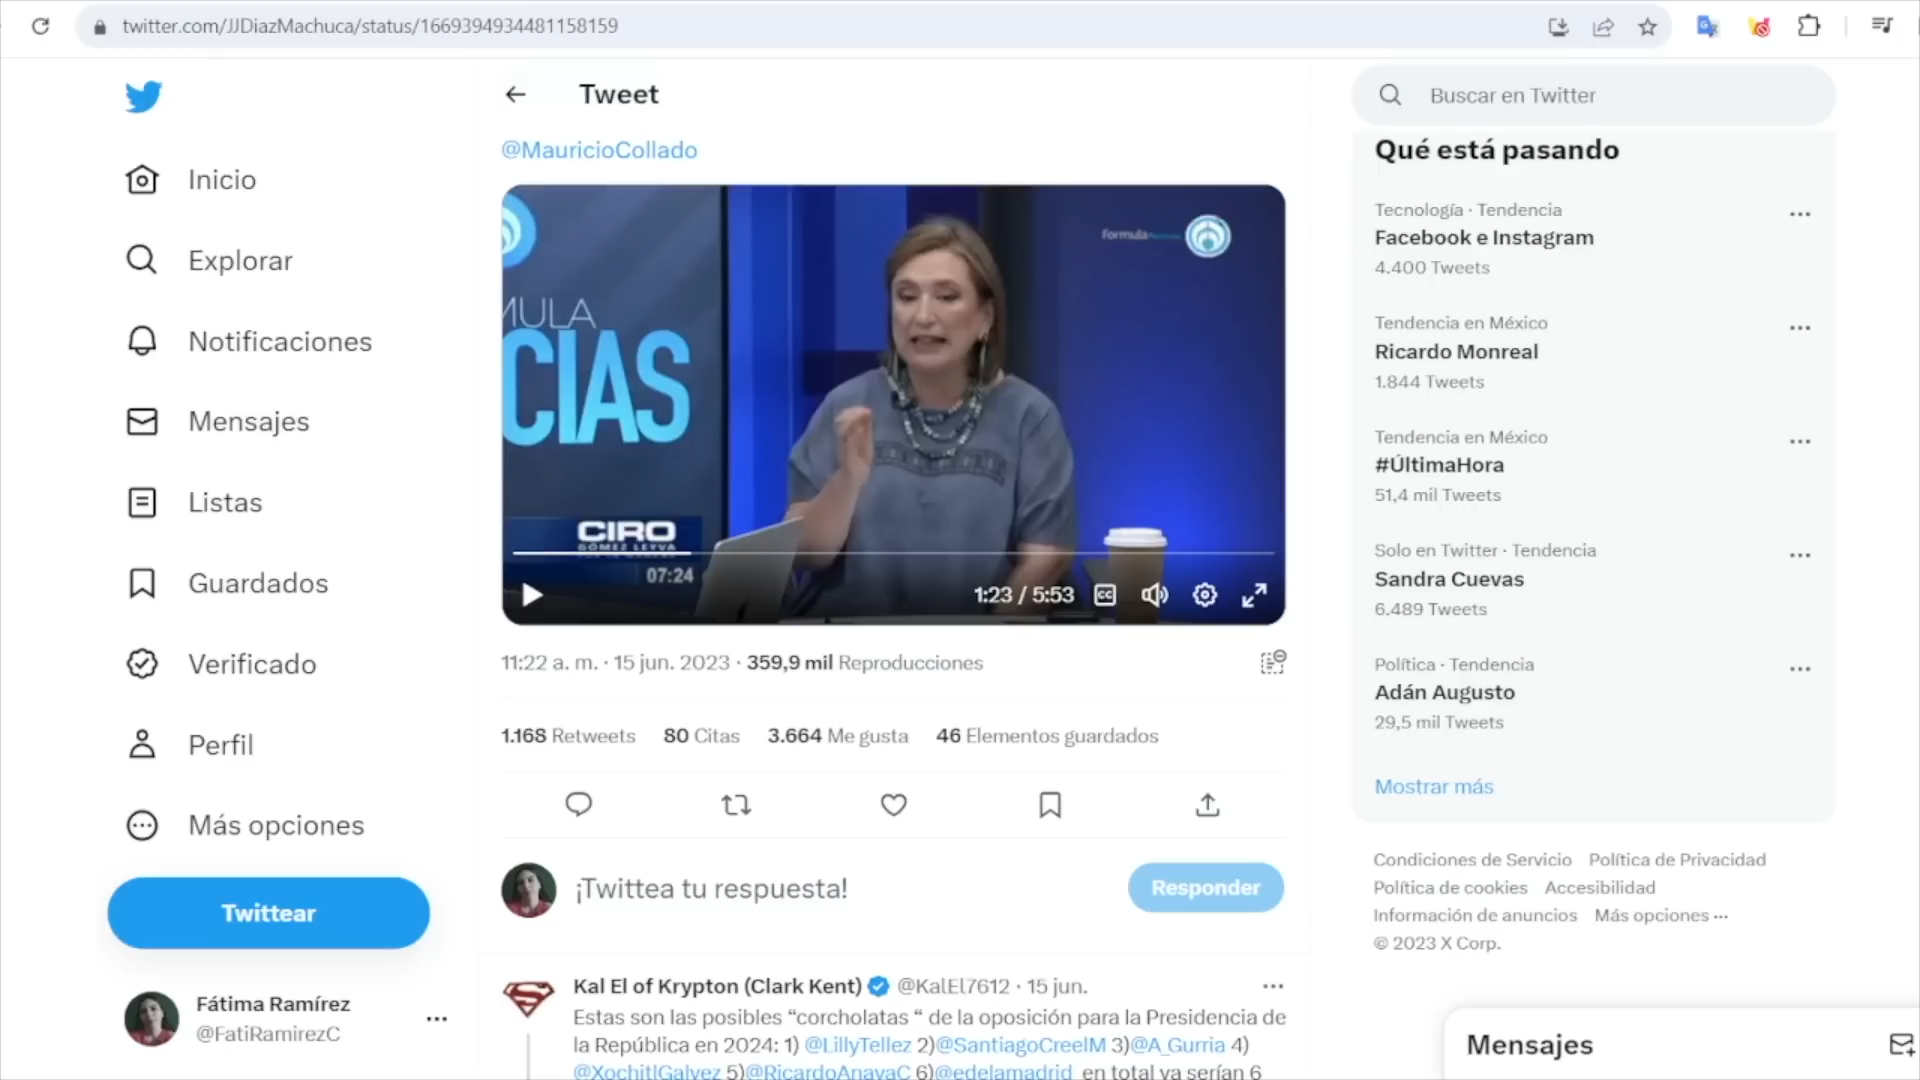 twitter.com/JJDiazMachuca/status/1669394934481158159
Inicio
Explorar
Notificaciones
Mensajes
Listas
Guardados
Verificado
Perfil
Más opciones
Twittear
Fátima Ramírez
@FatiRamirezC
Tweet
@MauricioCollado
formula
MULA
CIAS
CIRO
GÓMEZ LEYVA
07:24
1:23 / 5:53
CC
11:22 a. m. · 15 jun. 2023 · 359,9 mil Reproducciones
1.168 Retweets 80 Citas 3.664 Me gusta 46 Elementos guardados
¡Twittea tu respuesta!
Responder
Kal El of Krypton (Clark Kent) @KalEl7612 · 15 jun.
Estas son las posibles “corcholatas “ de la oposición para la Presidencia de
la República en 2024: 1) @LillyTellez 2)@SantiagoCreelM 3)@A_Gurria 4)
@XochitlGalvez 5)@RicardoAnayaC 6)@edelamadrid en total ya serían 6
Buscar en Twitter
Qué está pasando
Tecnología · Tendencia
Facebook e Instagram
4.400 Tweets
Tendencia en México
Ricardo Monreal
1.844 Tweets
Tendencia en México
#ÚltimaHora
51,4 mil Tweets
Solo en Twitter · Tendencia
Sandra Cuevas
6.489 Tweets
Política · Tendencia
Adán Augusto
29,5 mil Tweets
Mostrar más
Condiciones de Servicio Política de Privacidad
Política de cookies Accesibilidad
Información de anuncios Más opciones ···
© 2023 X Corp.
Mensajes